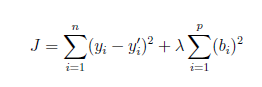 J = \sum_{i=1}^{n} (y_i - y_i')^2 + \lambda \sum_{i=1}^{p} (b_i)^2